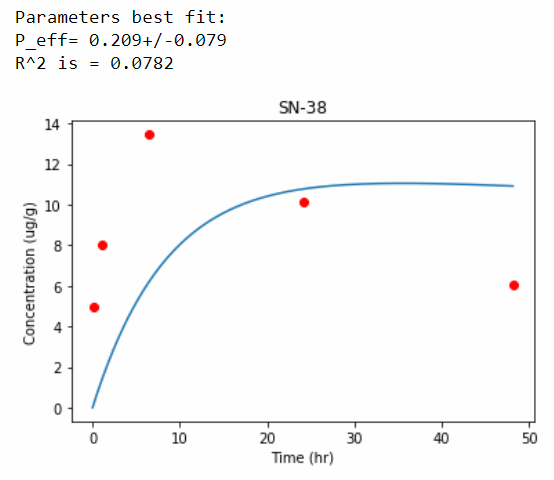 Parameters best fit:
P_eff= 0.209+/-0.079
R^2 is = 0.0782
SN-38
14
12
10
8
6
4
2
0
Concentration (ug/g)
0 10 20 30 40 50
Time (hr)